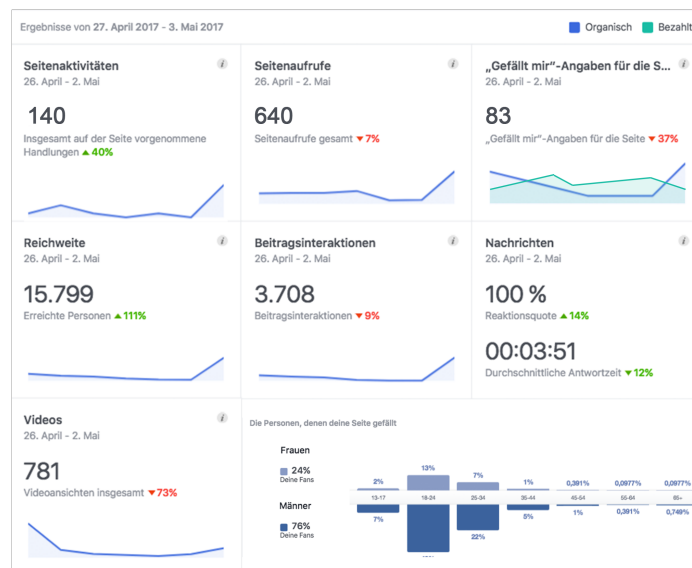 Ergebnisse von 27. April 2017 - 3. Mai 2017
Organisch
Bezahlt
Seitenaktivitäten
26. April - 2. Mai
140
Insgesamt auf der Seite vorgenommene
Handlungen 40%
Seitenaufrufe
26. April - 2. Mai
640
Seitenaufrufe gesamt 7%
„Gefällt mir“-Angaben für die S...
26. April - 2. Mai
83
„Gefällt mir“-Angaben für die Seite 37%
Reichweite
26. April - 2. Mai
15.799
Erreichte Personen 111%
Beitragsinteraktionen
26. April - 2. Mai
3.708
Beitragsinteraktionen 9%
Nachrichten
26. April - 2. Mai
100 %
Reaktionsquote 14%
00:03:51
Durchschnittliche Antwortzeit 12%
Videos
26. April - 2. Mai
781
Videoansichten insgesamt 73%
Die Personen, denen deine Seite gefällt
Frauen
24%
Deine Fans
2% 13% 7% 1% 0,391% 0,0977% 0,0977%
13-17 18-24 25-34 35-44 45-54 55-64 65+
Männer
76%
Deine Fans
7% 22% 5% 1% 0,391% 0,749%